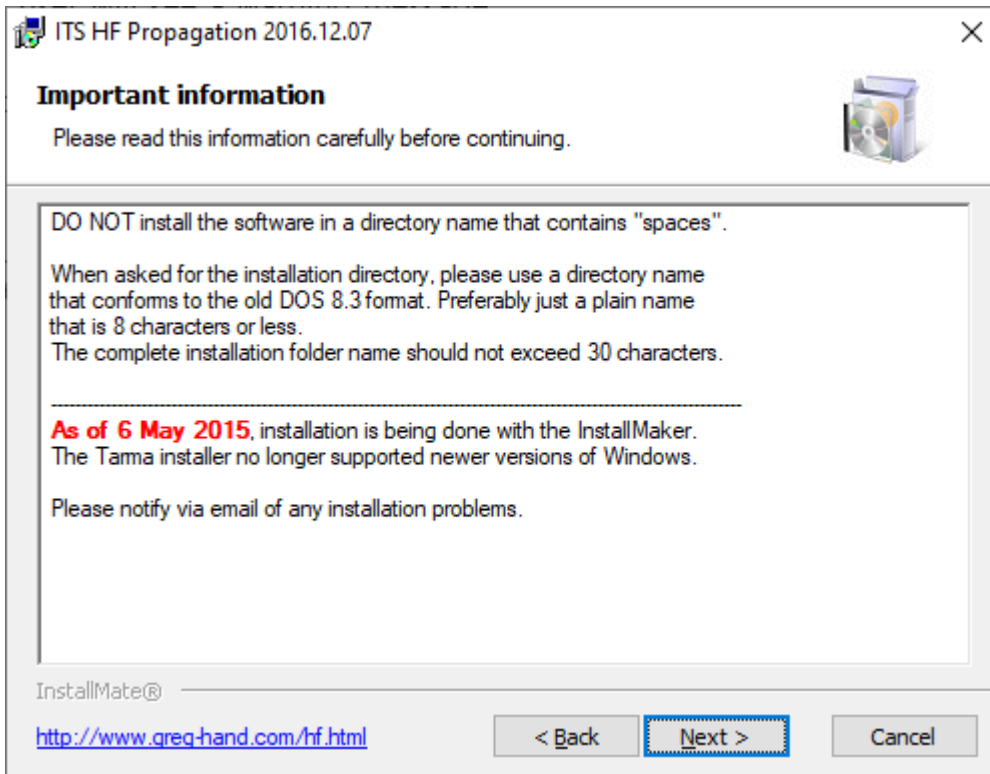 ITS HF Propagation 2016.12.07
Important information
Please read this information carefully before continuing.
DO NOT install the software in a directory name that contains "spaces".
When asked for the installation directory, please use a directory name
that conforms to the old DOS 8.3 format. Preferably just a plain name
that is 8 characters or less.
The complete installation folder name should not exceed 30 characters.
As of 6 May 2015, installation is being done with the InstallMaker.
The Tarma installer no longer supported newer versions of Windows.
Please notify via email of any installation problems.
InstallMate®
http://www.greg-hand.com/hf.html
< Back
Next >
Cancel